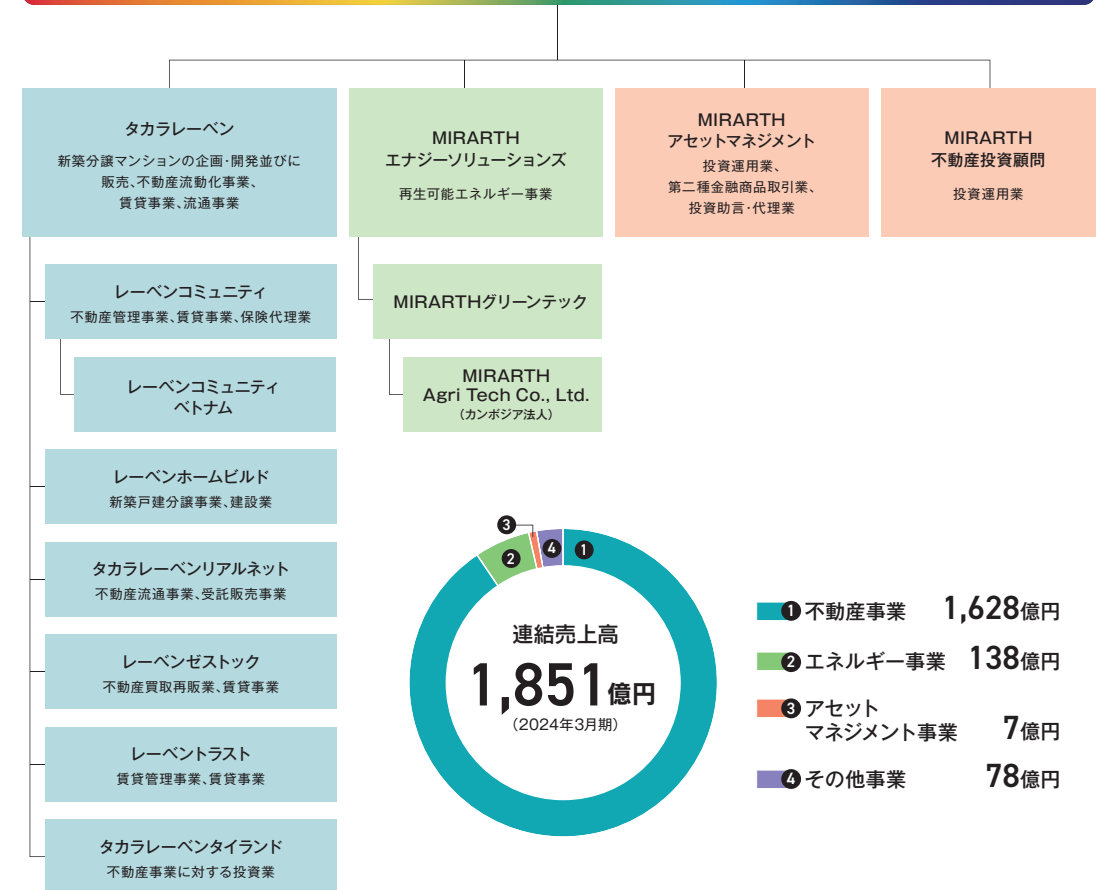 タカラレーベン
新築分譲マンションの企画・開発並びに
販売、不動産流動化事業、
賃貸事業、流通事業
MIRARTH
エナジーソリューションズ
再生可能エネルギー事業
MIRARTH
アセットマネジメント
投資運用業、
第二種金融商品取引業、
投資助言・代理業
MIRARTH
不動産投資顧問
投資運用業
レーベンコミュニティ
不動産管理事業、賃貸事業、保険代理業
レーベンコミュニティ
ベトナム
レーベンホームビルド
新築戸建分譲事業、建設業
タカラレーベンリアルネット
不動産流通事業、受託販売事業
レーベンゼストック
不動産買取再販業、賃貸事業
レーベントラスト
賃貸管理事業、賃貸事業
タカラレーベンタイランド
不動産事業に対する投資業
MIRARTHグリーンテック
MIRARTH
Agri Tech Co., Ltd.
（カンボジア法人）
❸
❷
❹
❶
連結売上高
1,851億円
（2024年3月期）
❶不動産事業 1,628億円
❷エネルギー事業 138億円
❸アセット
マネジメント事業 7億円
❹その他事業 78億円